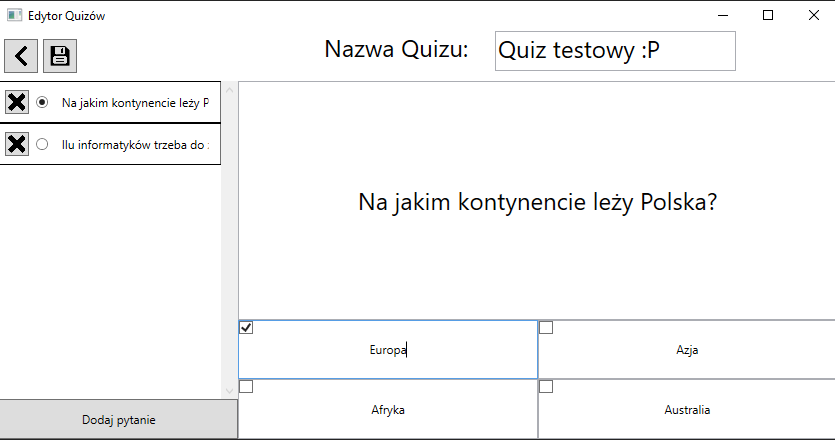 Edytor Quizów
Nazwa Quizu: Quiz testowy :P
Na jakim kontynencie leży P
Ilu informatyków trzeba do
Na jakim kontynencie leży Polska?
Europa
Azja
Afryka
Australia
Dodaj pytanie